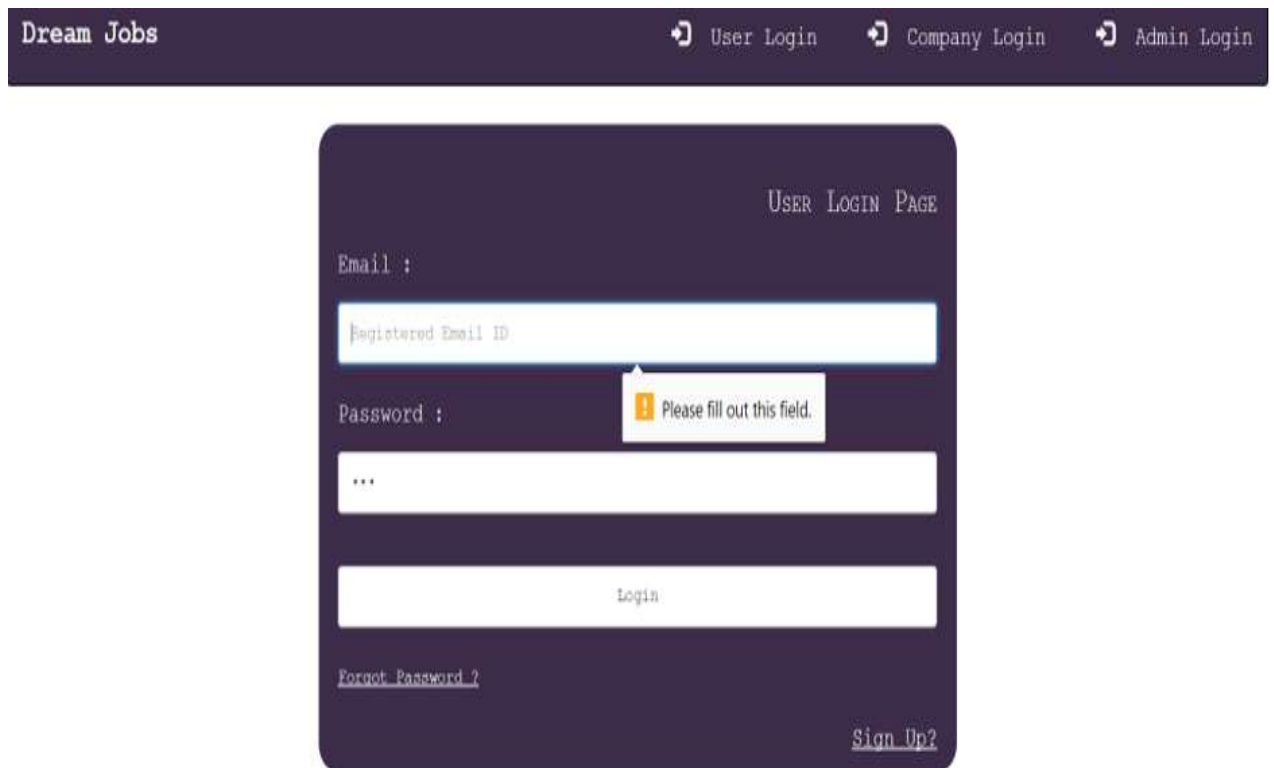 Dream Jobs User Login Company Login Admin Login
User Login Page
Email :
Registered Email ID
Please fill out this field.
Password :
...
Login
Forgot Password ?
Sign Up?